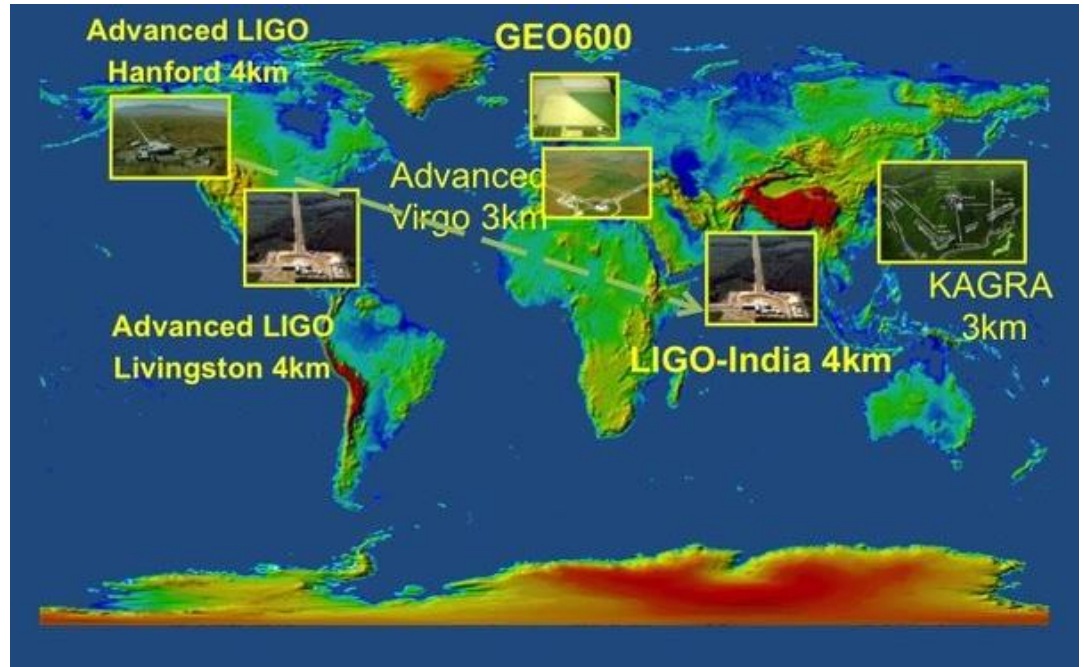 Advanced LIGO
Hanford 4km
GEO600
Advanced
Virgo 3km
Advanced LIGO
Livingston 4km
LIGO-India 4km
KAGRA
3km